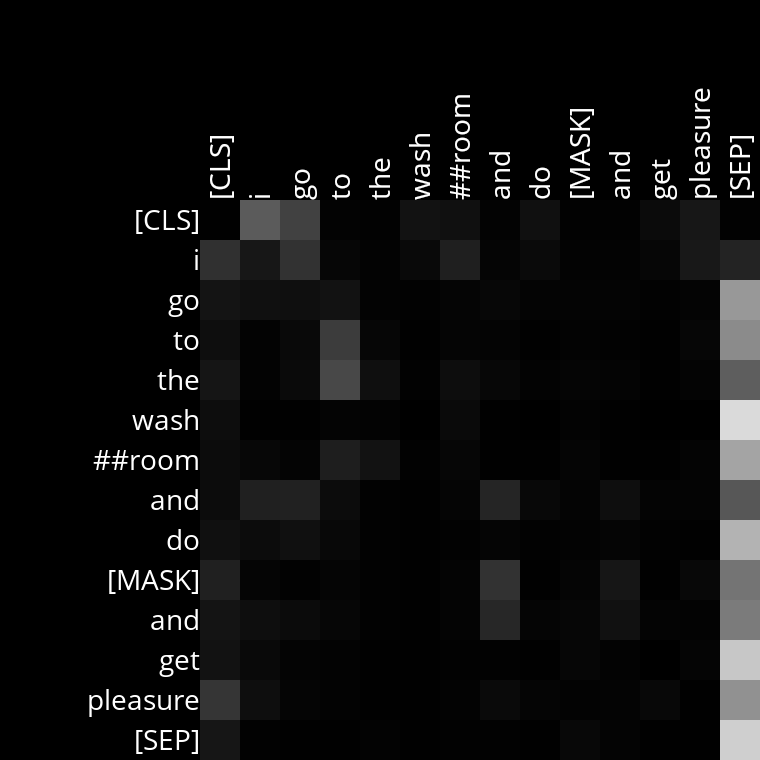 [CLS] i go to the wash ##room and do [MASK] and get pleasure [SEP]
[CLS]
i
go
to
the
wash
##room
and
do
[MASK]
and
get
pleasure
[SEP]